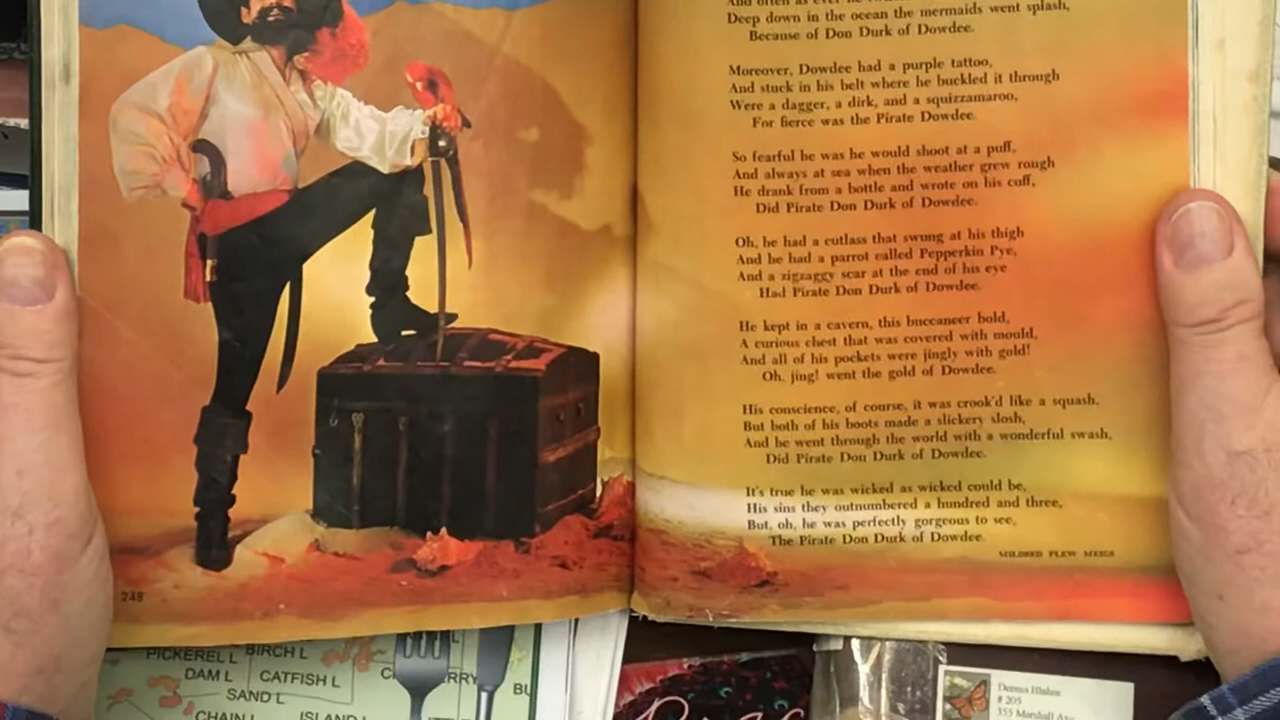 And often as ever he
Deep down in the ocean the mermaids went splash,
Because of Don Durk of Dowdee.
Moreover, Dowdee had a purple tattoo,
And stuck in his belt where he buckled it through
Were a dagger, a dirk, and a squizzamaroo,
For fierce was the Pirate Dowdee.
So fearful he was he would shoot at a puff,
And always at sea when the weather grew rough
He drank from a bottle and wrote on his cuff,
Did Pirate Don Durk of Dowdee.
Oh, he had a cutlass that swung at his thigh
And he had a parrot called Pepperkin Pye,
And a zigzaggy scar at the end of his eye
Had Pirate Don Durk of Dowdee.
He kept in a cavern, this buccaneer bold,
A curious chest that was covered with mould,
And all of his pockets were jingly with gold!
Oh, jing! went the gold of Dowdee.
His conscience, of course, it was crook'd like a squash,
But both of his boots made a slickery slosh,
And he went through the world with a wonderful swash,
Did Pirate Don Durk of Dowdee.
It's true he was wicked as wicked could be,
His sins they outnumbered a hundred and three,
But, oh, he was perfectly gorgeous to see,
The Pirate Don Durk of Dowdee.
MILDRED PLEW MEIGS
248
PICKEREL L
BIRCH L
DAM L
CATFISH L
SAND L
CHAIN L
ISLAND L
# 205
355 Marshall